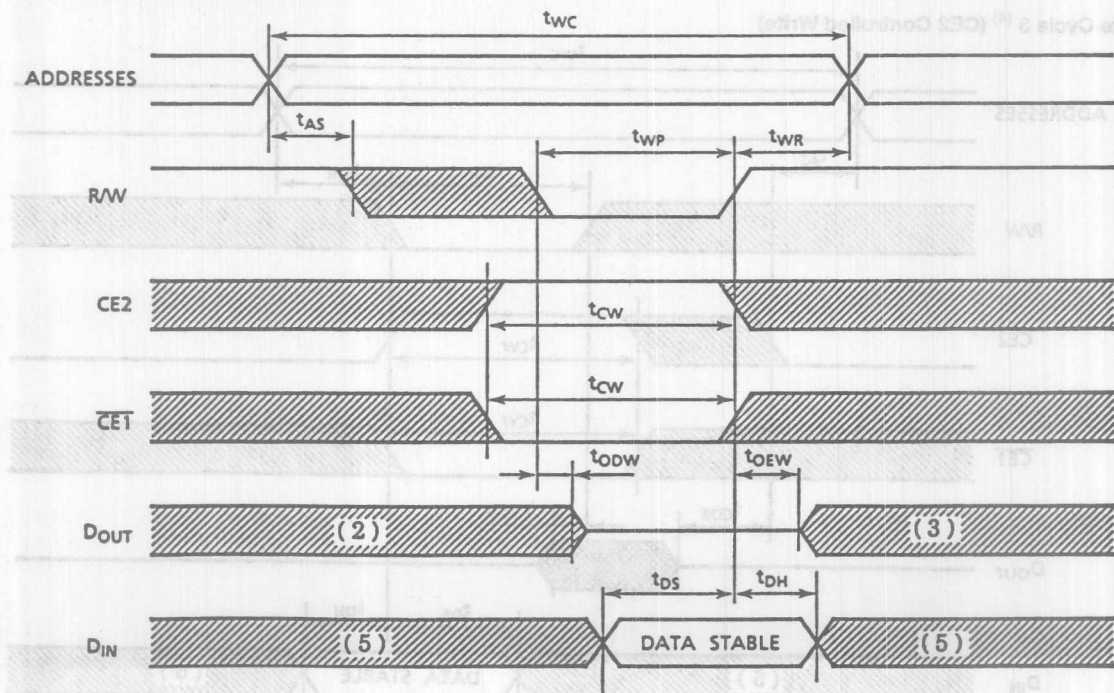 tWC
ADDRESSES
tAS
tWP
tWR
R/W
CE2
tCW
CE1
tCW
tODW
tOEW
DOUT
(2)
(3)
tDS
tDH
DIN
(5)
DATA STABLE
(5)